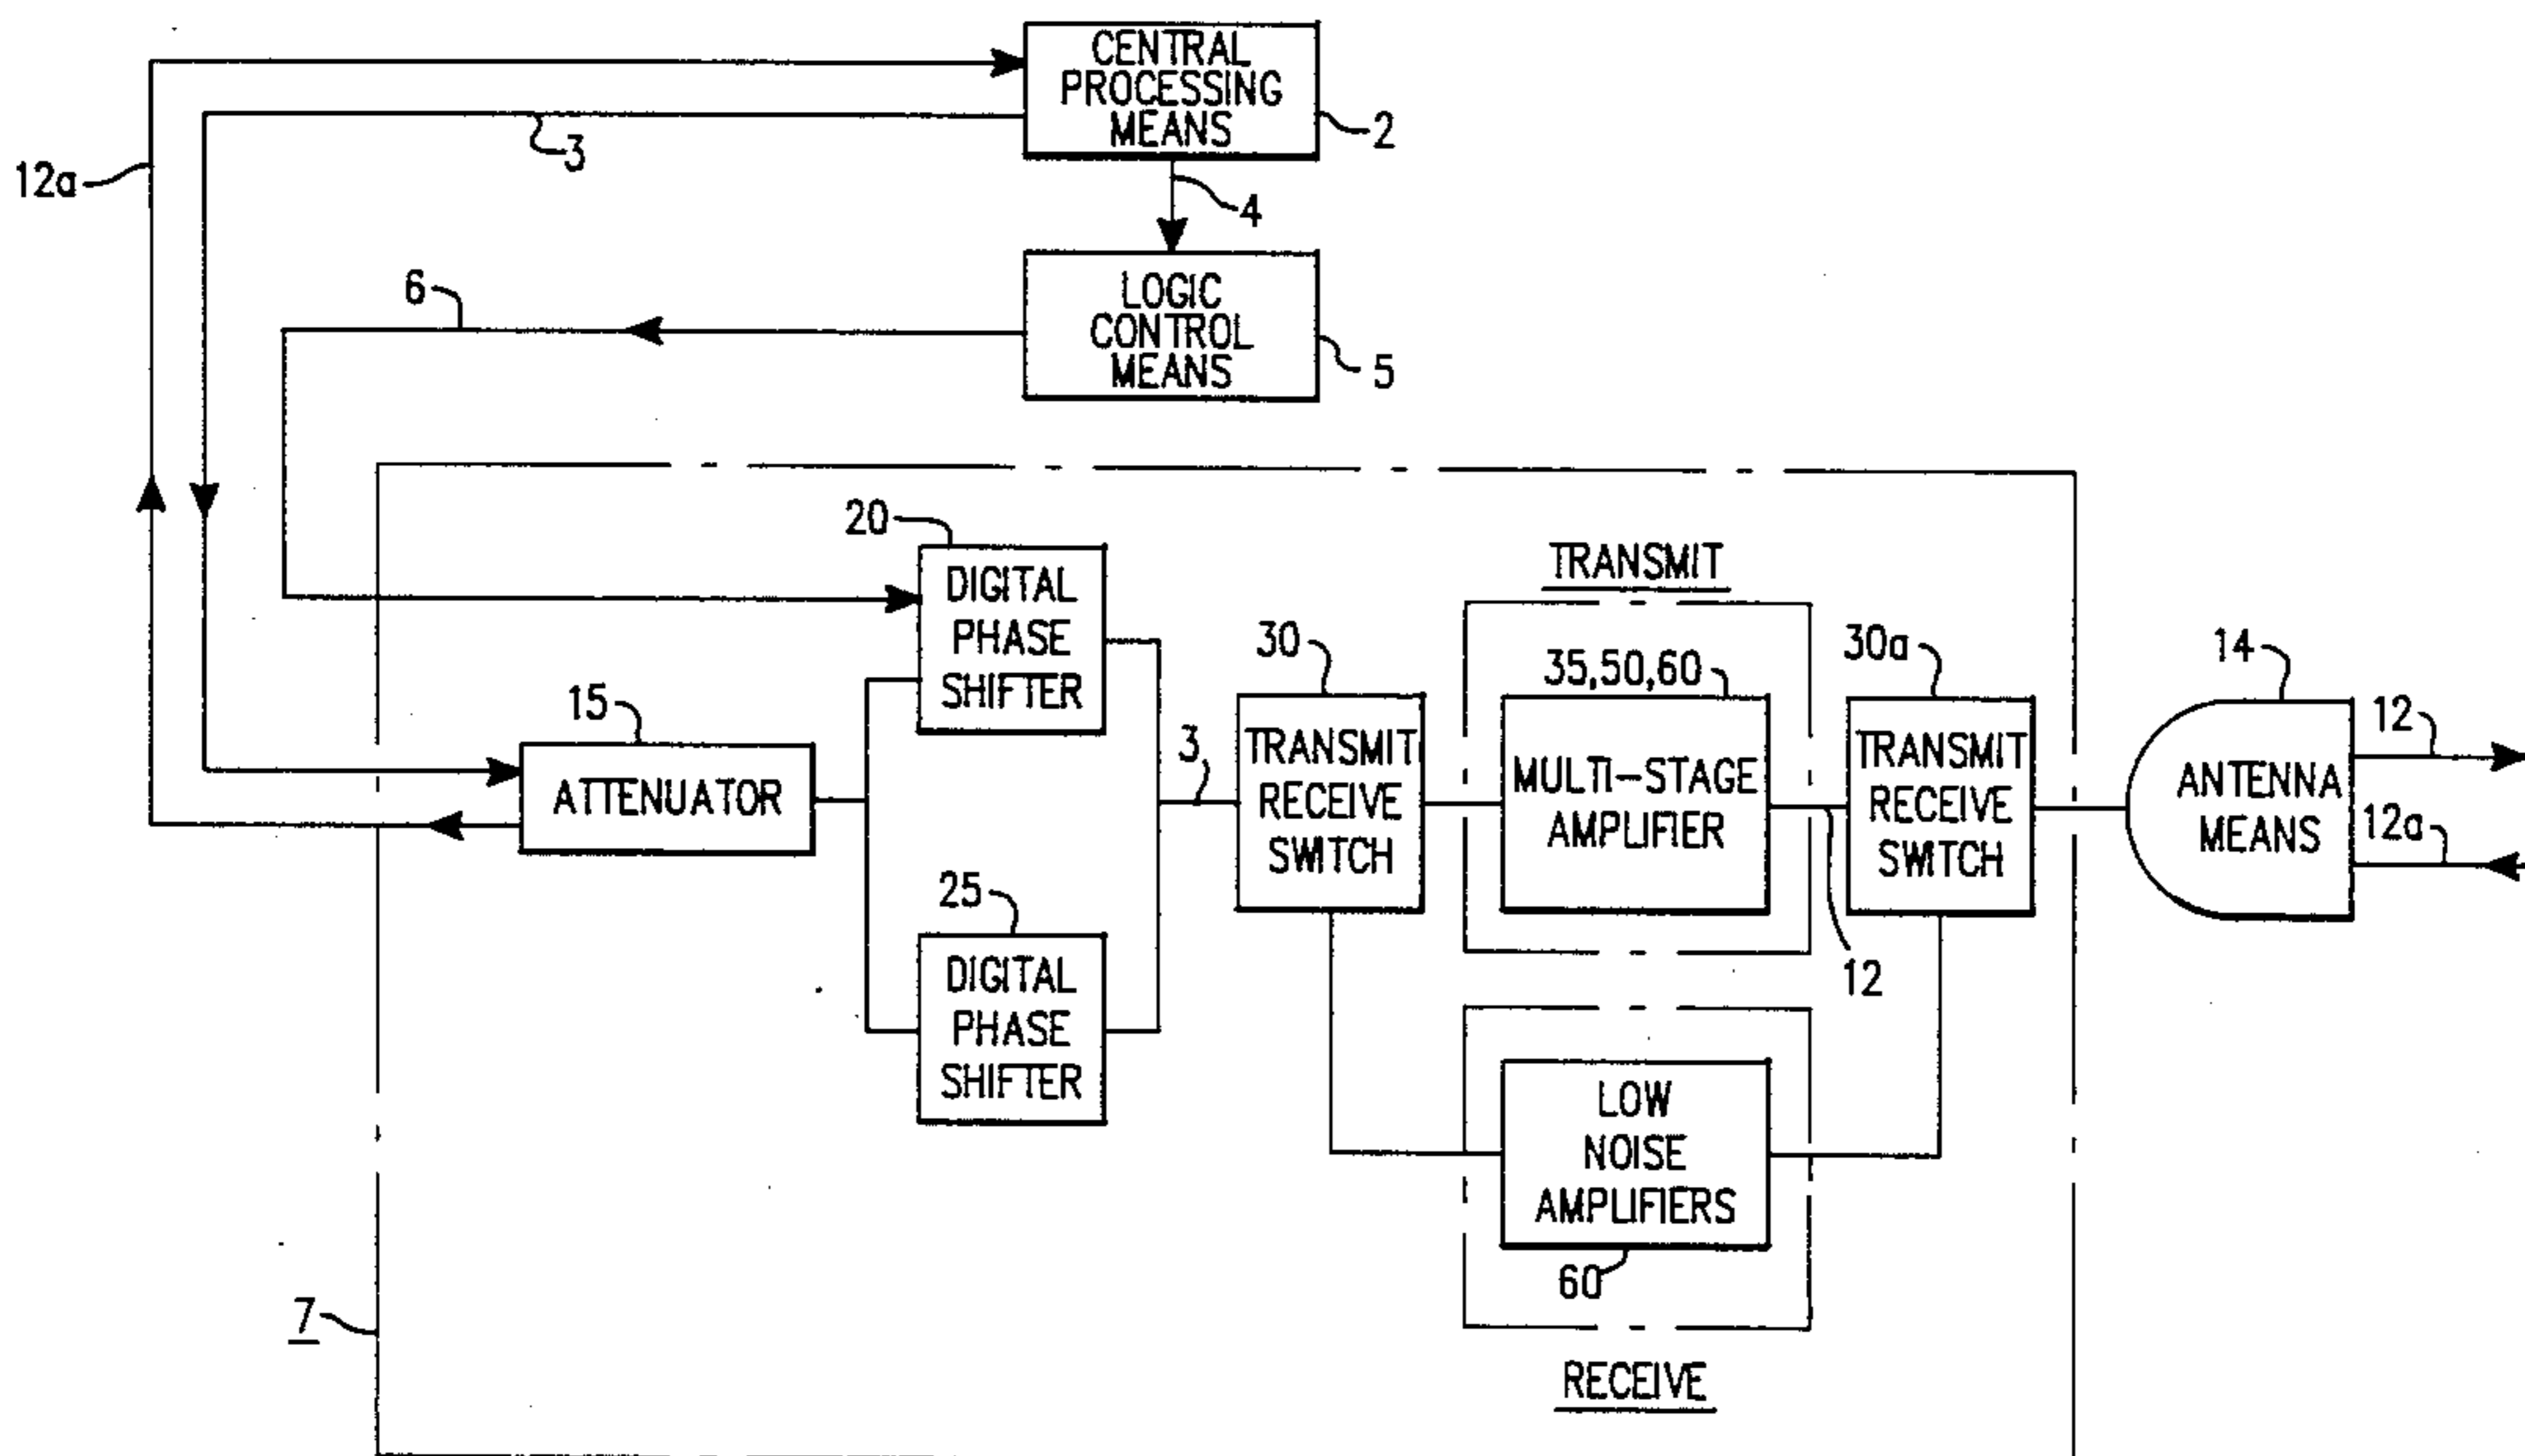 CENTRAL
PROCESSING
MEANS
2
3
12a
4
LOGIC
CONTROL
MEANS
5
6
20
DIGITAL
PHASE
SHIFTER
TRANSMIT
30
35,50,60
30a
14
15
ATTENUATOR
3
TRANSMIT
RECEIVE
SWITCH
MULTI-STAGE
AMPLIFIER
TRANSMIT
RECEIVE
SWITCH
ANTENNA
MEANS
12
12a
12
25
DIGITAL
PHASE
SHIFTER
LOW
NOISE
AMPLIFIERS
60
7
RECEIVE